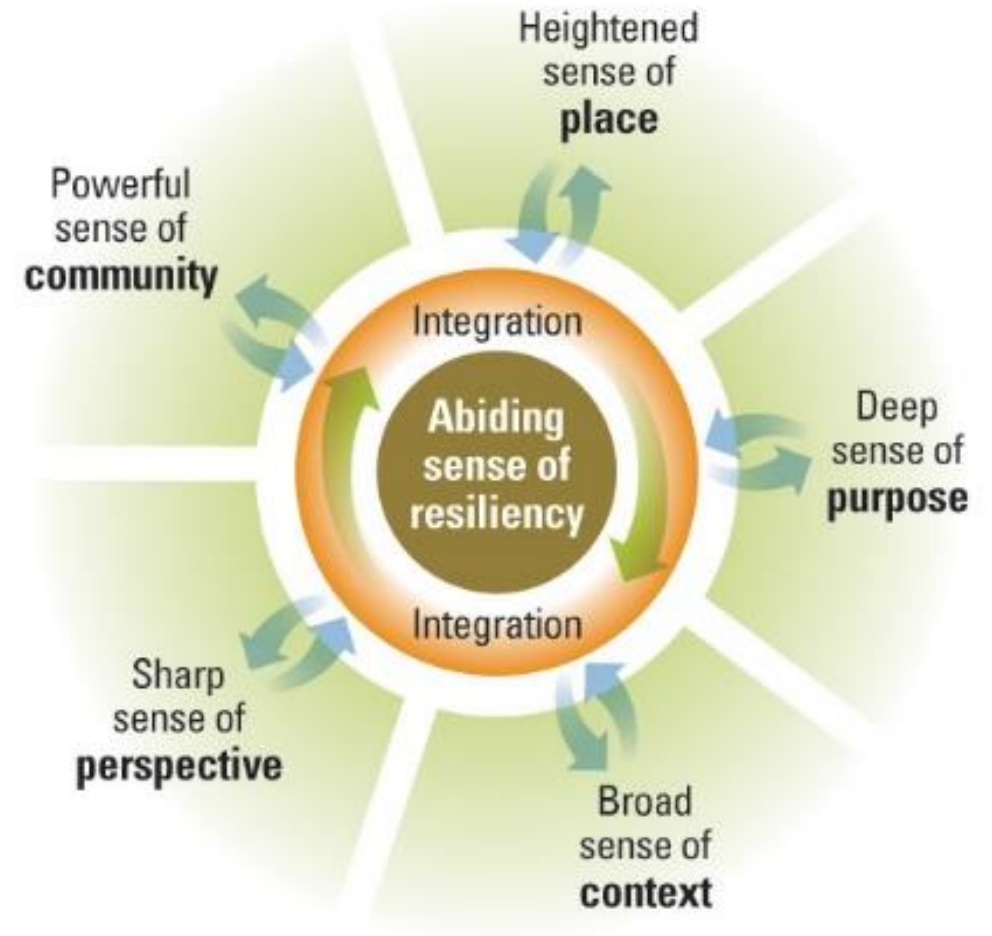 Heightened
sense of
place
Powerful
sense of
community
Integration
Abiding
sense of
resiliency
Deep
sense of
purpose
Integration
Sharp
sense of
perspective
Broad
sense of
context